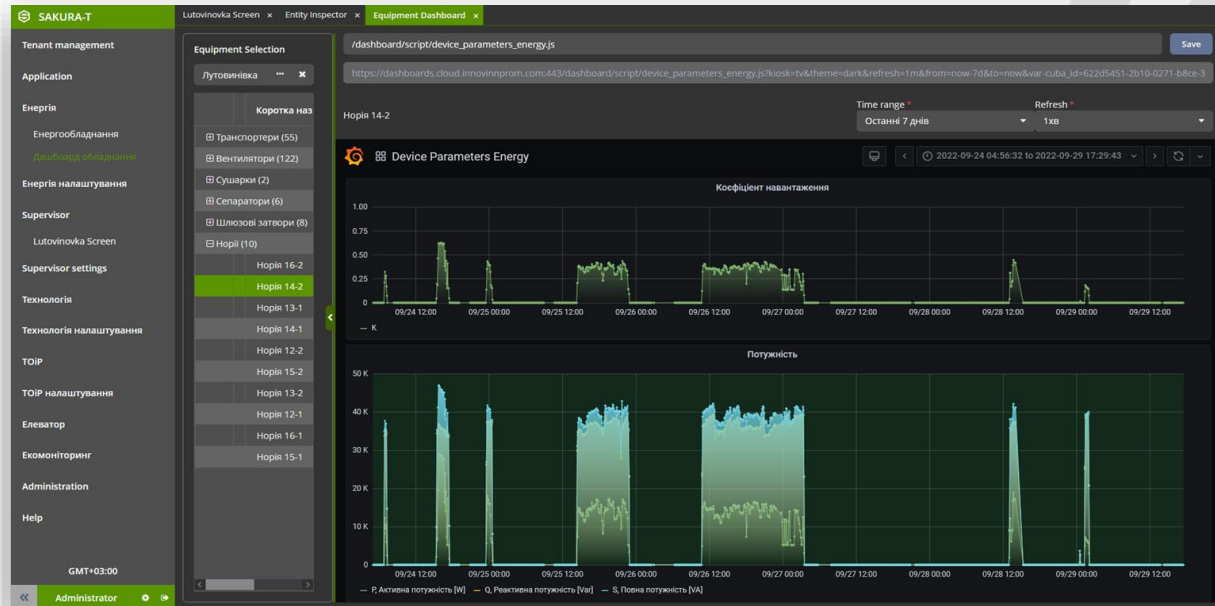 SAKURA-T
Lutovinovka Screen × Entity Inspector × Equipment Dashboard ×
Tenant management
Application
Енергія
Енергообладнання
Дашбоард обладнання
Енергія налаштування
Supervisor
Lutovinovka Screen
Supervisor settings
Технологія
Технологія налаштування
ТОіР
ТОіР налаштування
Елеватор
Екомоніторинг
Administration
Help
GMT+03:00
Administrator
Equipment Selection
Лутовинівка
Коротка наз
Транспортери (55)
Вентилятори (122)
Сушарки (2)
Сепаратори (6)
Шлюзові затвори (8)
Норії (10)
Норія 16-2
Норія 14-2
Норія 13-1
Норія 14-1
Норія 12-2
Норія 15-2
Норія 13-2
Норія 12-1
Норія 16-1
Норія 15-1
/dashboard/script/device_parameters_energy.js
Save
https://dashboards.cloud.innovinnprom.com:443/dashboard/script/device_parameters_energy.js?kiosk=tv&theme=dark&refresh=1m&from=now-7d&to=now&var-cuba_id=622d5451-2b10-0271-b8ce-3
Норія 14-2
Time range *
Останні 7 днів
Refresh *
1хв
Device Parameters Energy
2022-09-24 04:56:32 to 2022-09-29 17:29:43
Коєфіціент навантаження
1.00
0.75
0.50
0.25
0
09/24 12:00 09/25 00:00 09/25 12:00 09/26 00:00 09/26 12:00 09/27 00:00 09/27 12:00 09/28 00:00 09/28 12:00 09/29 00:00 09/29 12:00
K
Потужність
50 K
40 K
30 K
20 K
10 K
0
09/24 12:00 09/25 00:00 09/25 12:00 09/26 00:00 09/26 12:00 09/27 00:00 09/27 12:00 09/28 00:00 09/28 12:00 09/29 00:00 09/29 12:00
P, Активна потужність [W] Q, Реактивна потужність [Var] S, Повна потужність [VA]